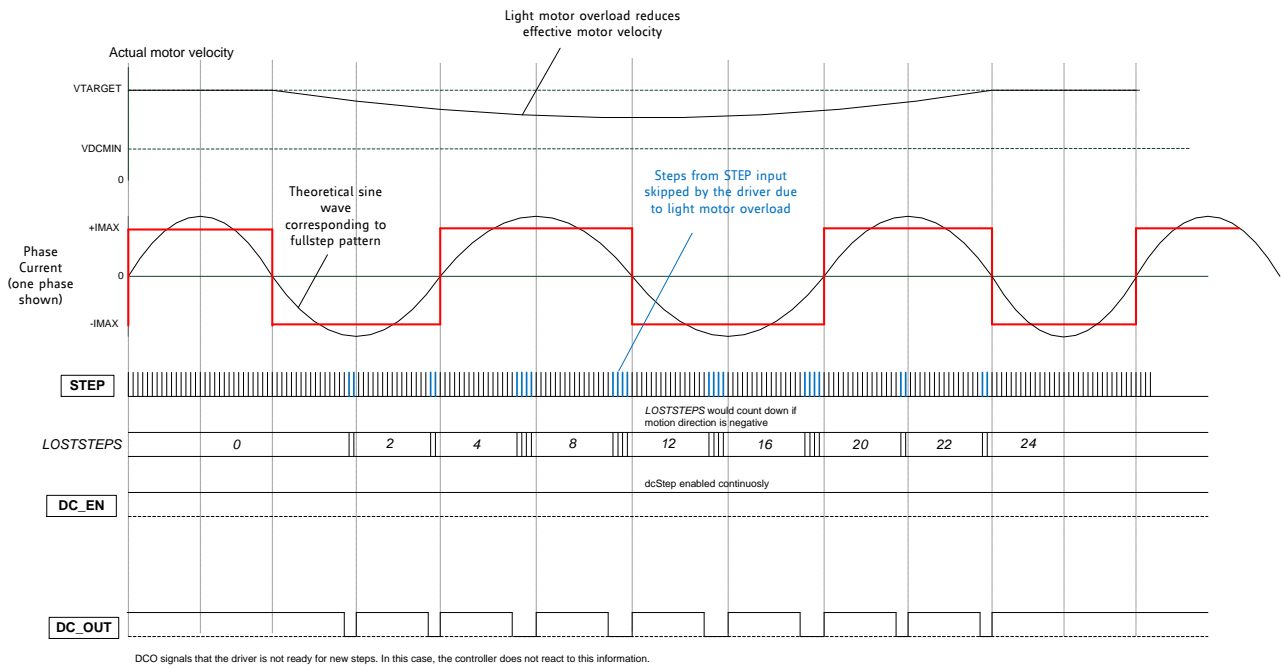 Light motor overload reduces
effective motor velocity
Actual motor velocity
VTARGET
VDCMIN
0
Steps from STEP input
skipped by the driver due
to light motor overload
Theoretical sine
wave
corresponding to
fullstep pattern
+IMAX
Phase
Current
(one phase
shown)
0
-IMAX
STEP
LOSTSTEPS would count down if
motion direction is negative
LOSTSTEPS
0
2
4
8
12
16
20
22
24
dcStep enabled continuosly
DC_EN
DC_OUT
DCO signals that the driver is not ready for new steps. In this case, the controller does not react to this information.